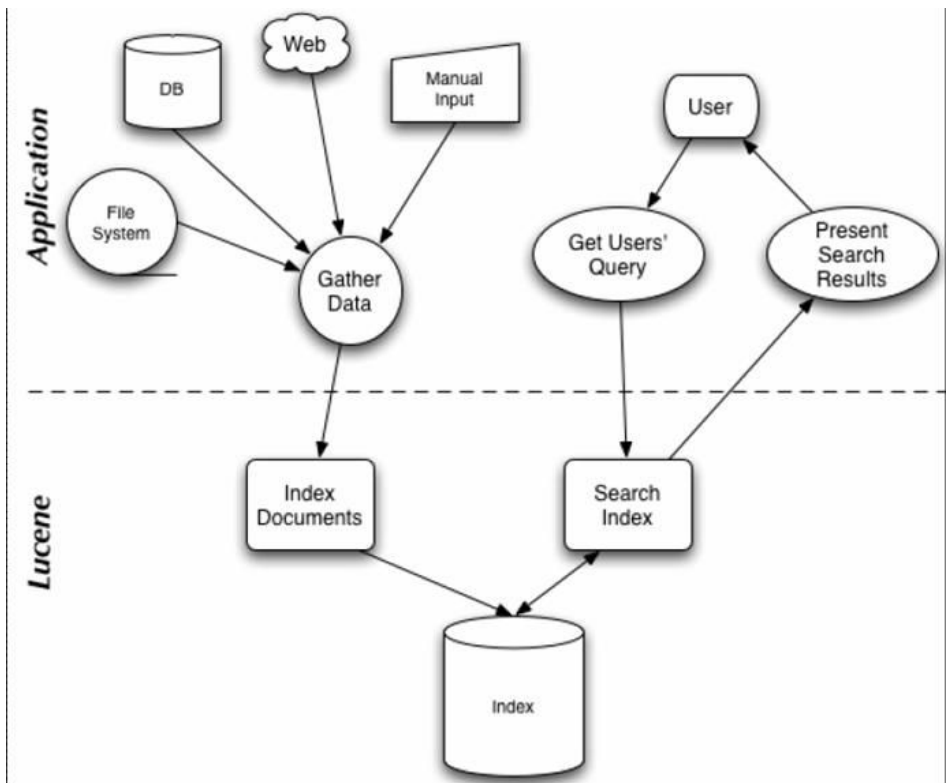 Application
Web
DB
Manual
Input
User
File
System
Gather
Data
Get Users'
Query
Present
Search
Results
Lucene
Index
Documents
Search
Index
Index